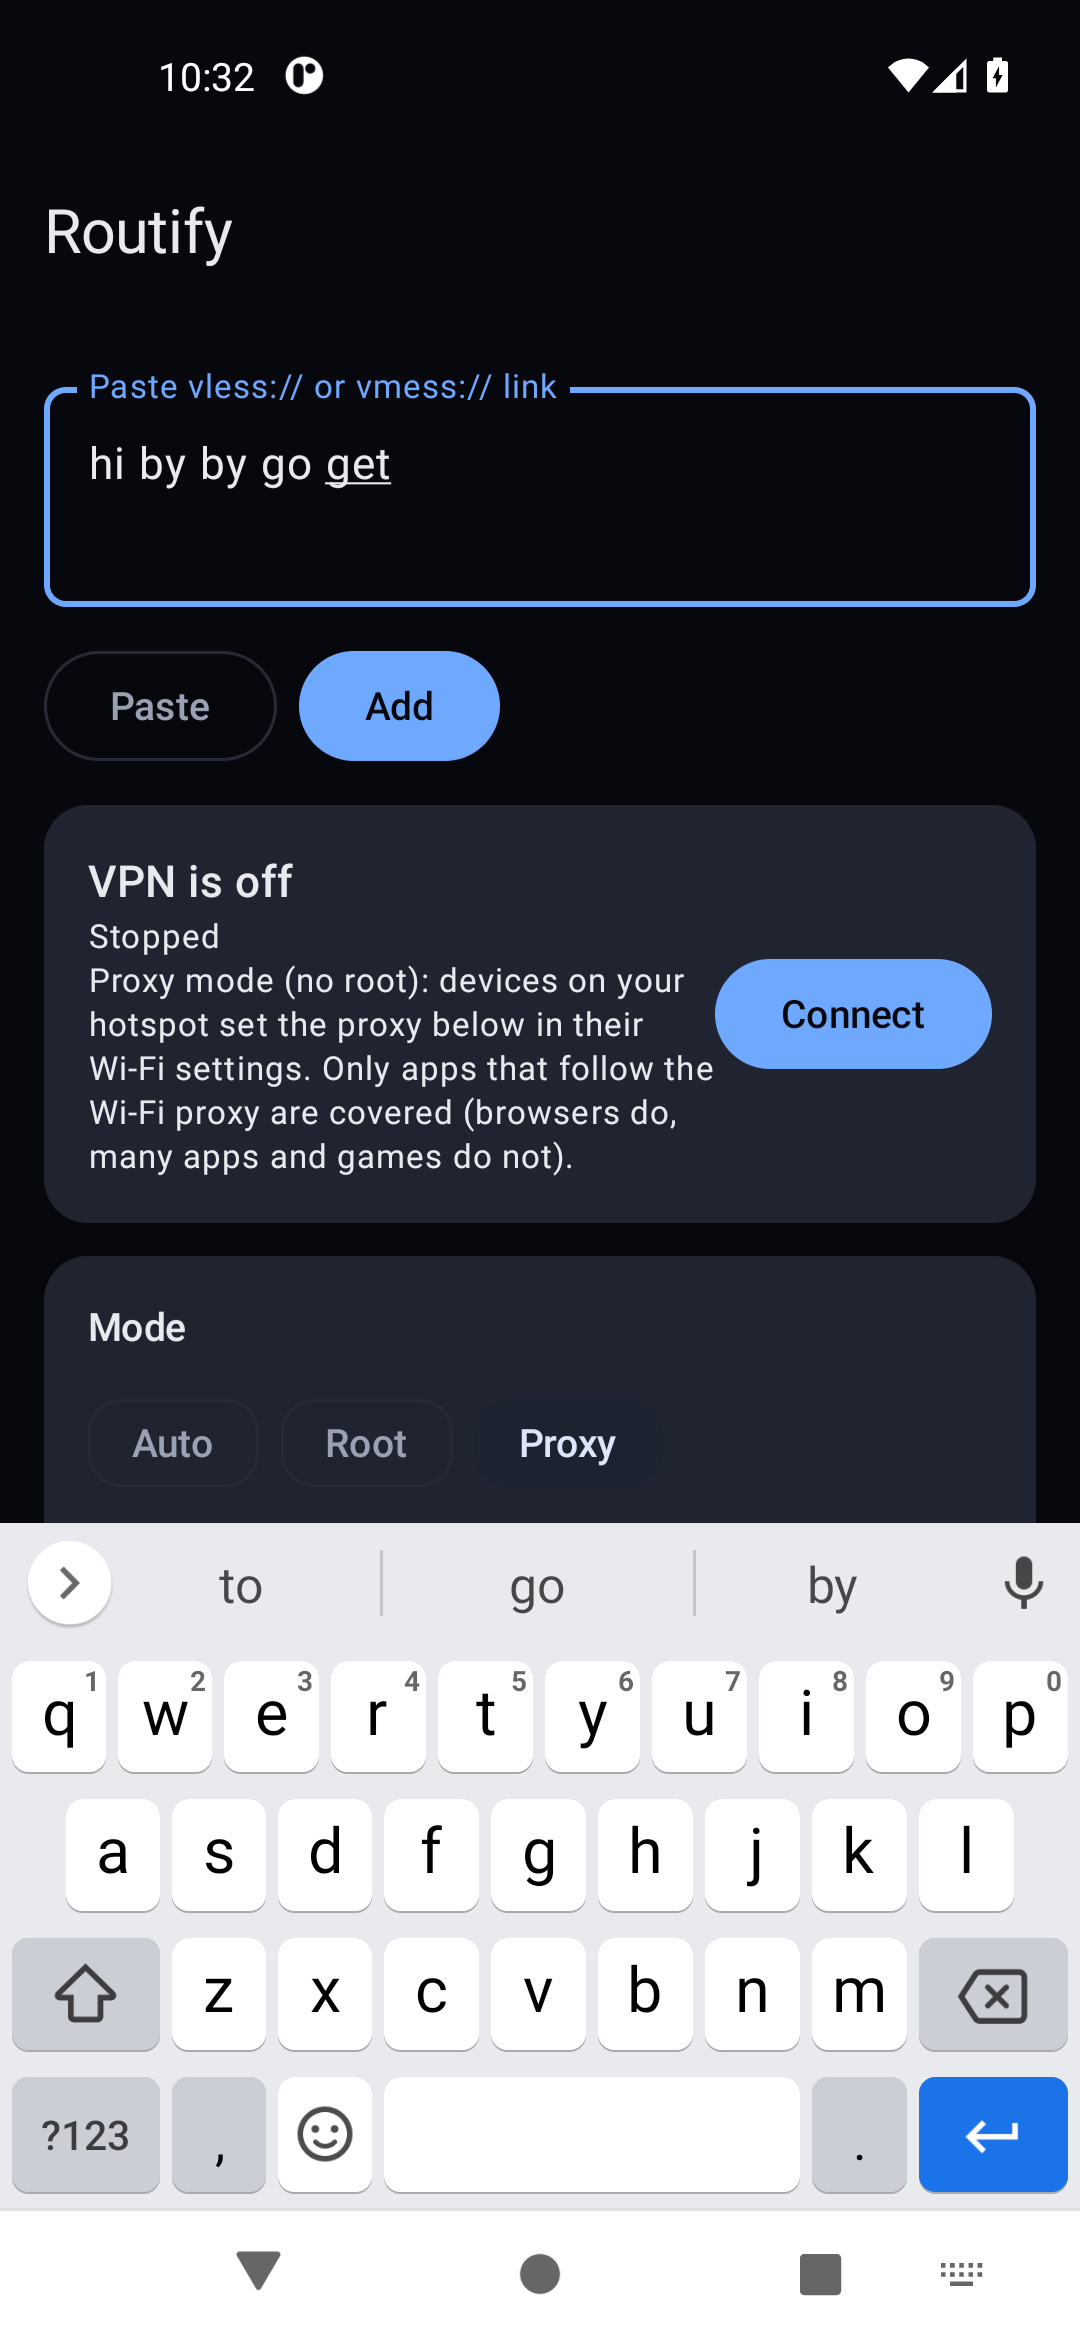 10:32
Routify
Paste vless:// or vmess:// link
hi by by go get
Paste
Add
VPN is off
Stopped
Proxy mode (no root): devices on your
hotspot set the proxy below in their
Wi-Fi settings. Only apps that follow the
Wi-Fi proxy are covered (browsers do,
many apps and games do not).
Connect
Mode
Auto
Root
Proxy
to
go
by
q 1 w 2 e 3 r 4 t 5 y 6 u 7 i 8 o 9 p 0
a s d f g h j k l
z x c v b n m
?123 , .